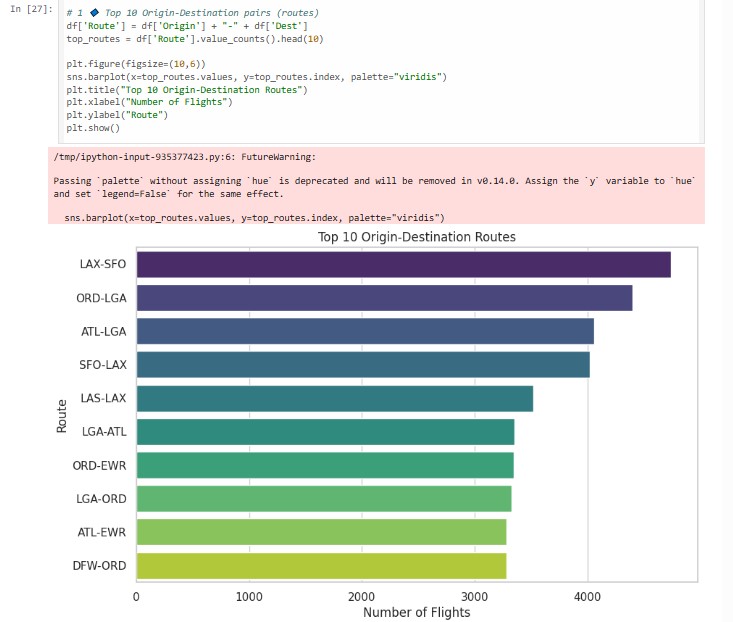 In [27]:
# 1 🔷 Top 10 Origin-Destination pairs (routes)
df['Route'] = df['Origin'] + "-" + df['Dest']
top_routes = df['Route'].value_counts().head(10)
plt.figure(figsize=(10,6))
sns.barplot(x=top_routes.values, y=top_routes.index, palette="viridis")
plt.title("Top 10 Origin-Destination Routes")
plt.xlabel("Number of Flights")
plt.ylabel("Route")
plt.show()
/tmp/ipython-input-935377423.py:6: FutureWarning:
Passing `palette` without assigning `hue` is deprecated and will be removed in v0.14.0. Assign the `y` variable to `hue`
and set `legend=False` for the same effect.
sns.barplot(x=top_routes.values, y=top_routes.index, palette="viridis")
Top 10 Origin-Destination Routes
LAX-SFO
ORD-LGA
ATL-LGA
SFO-LAX
LAS-LAX
Route
LGA-ATL
ORD-EWR
LGA-ORD
ATL-EWR
DFW-ORD
0 1000 2000 3000 4000
Number of Flights